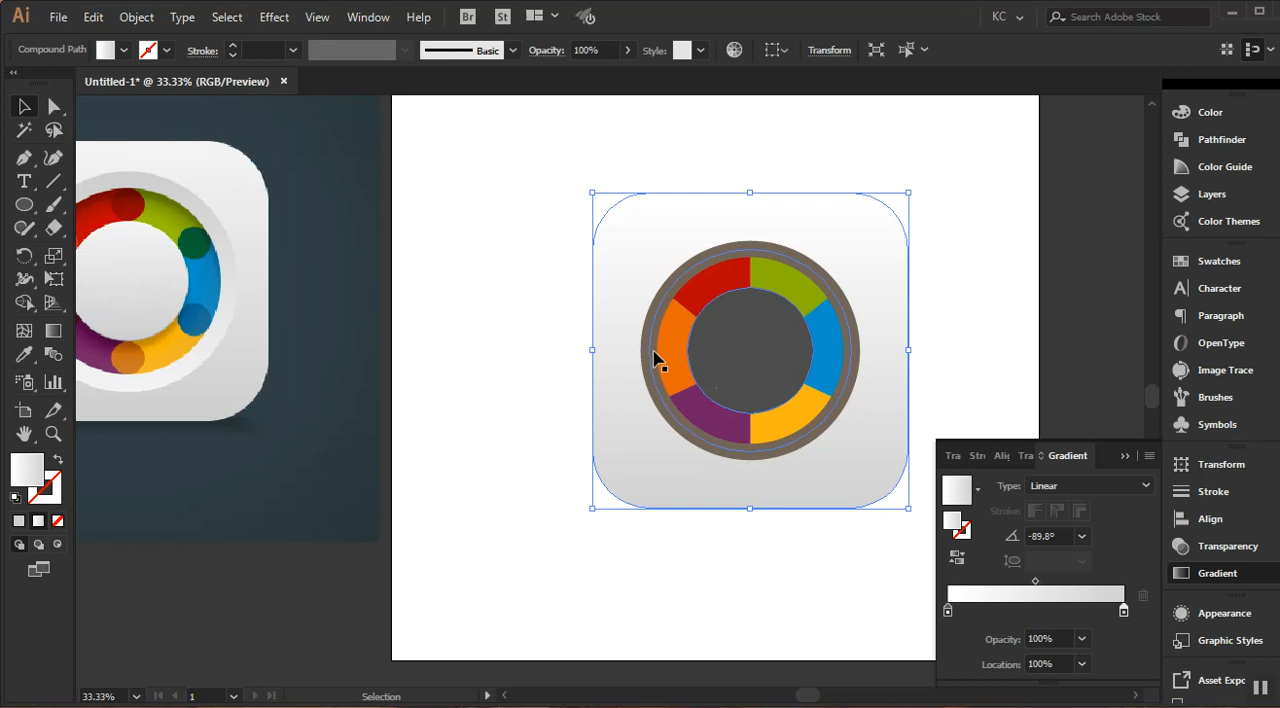 Ai File Edit Object Type Select Effect View Window Help Br St KC Search Adobe Stock
Compound Path Stroke: Basic Opacity: 100% Style: Transform
Untitled-1* @ 33.33% (RGB/Preview)
Color
Pathfinder
Color Guide
Layers
Color Themes
Swatches
Character
Paragraph
OpenType
Image Trace
Brushes
Symbols
Transform
Stroke
Align
Transparency
Gradient
Appearance
Graphic Styles
Asset Expo
Tra Str Alig Tra Gradient
Type: Linear
Stroke:
-89.8°
Opacity: 100%
Location: 100%
33.33% 1 Selection